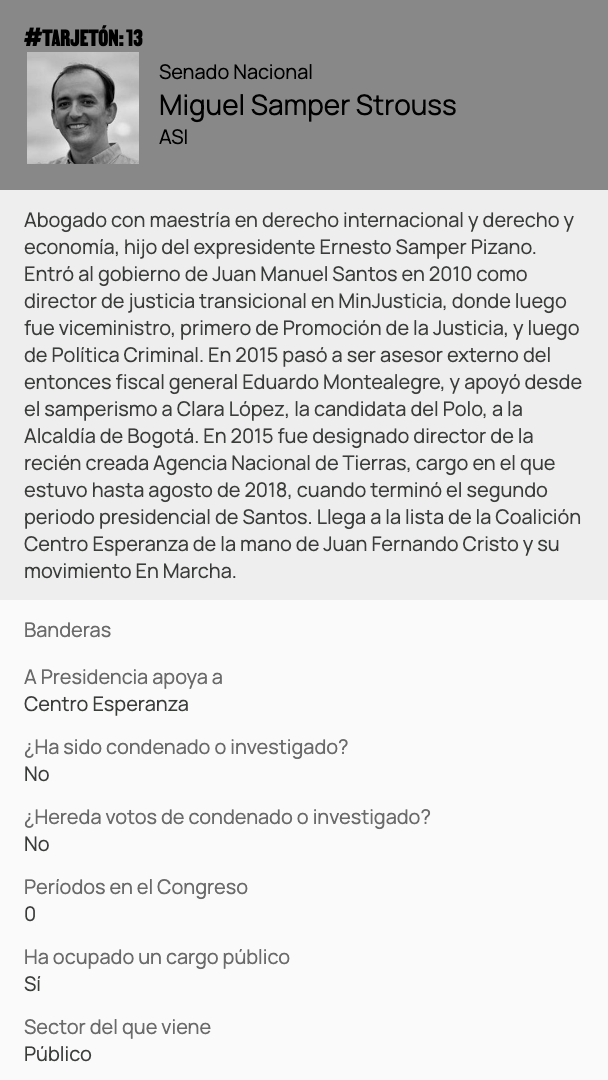 #TARJETÓN: 13
Senado Nacional
Miguel Samper Strouss
ASI
Abogado con maestría en derecho internacional y derecho y
economía, hijo del expresidente Ernesto Samper Pizano.
Entró al gobierno de Juan Manuel Santos en 2010 como
director de justicia transicional en MinJusticia, donde luego
fue viceministro, primero de Promoción de la Justicia, y luego
de Política Criminal. En 2015 pasó a ser asesor externo del
entonces fiscal general Eduardo Montealegre, y apoyó desde
el samperismo a Clara López, la candidata del Polo, a la
Alcaldía de Bogotá. En 2015 fue designado director de la
recién creada Agencia Nacional de Tierras, cargo en el que
estuvo hasta agosto de 2018, cuando terminó el segundo
periodo presidencial de Santos. Llega a la lista de la Coalición
Centro Esperanza de la mano de Juan Fernando Cristo y su
movimiento En Marcha.
Banderas
A Presidencia apoya a
Centro Esperanza
¿Ha sido condenado o investigado?
No
¿Hereda votos de condenado o investigado?
No
Períodos en el Congreso
0
Ha ocupado un cargo público
Sí
Sector del que viene
Público